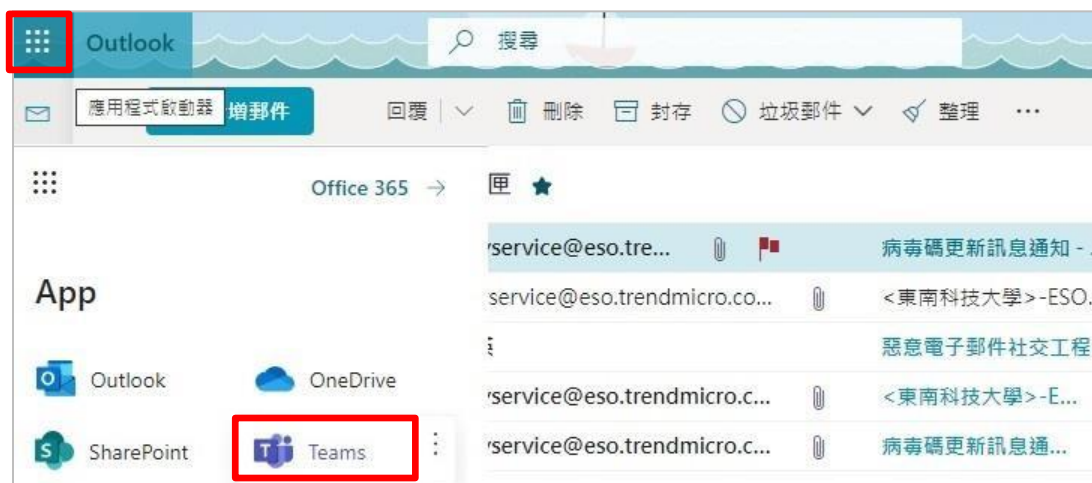 Outlook 搜尋
應用程式啟動器 增郵件 回覆 刪除 封存 垃圾郵件 整理 ...
Office 365 → 匣
vservice@eso.tre... 病毒碼更新訊息通知 -
App
service@eso.trendmicro.co... <東南科技大學>-ESO.
惡意電子郵件社交工程
Outlook OneDrive
vservice@eso.trendmicro.c... <東南科技大學>-E...
SharePoint Teams
vservice@eso.trendmicro.c... 病毒碼更新訊息通...